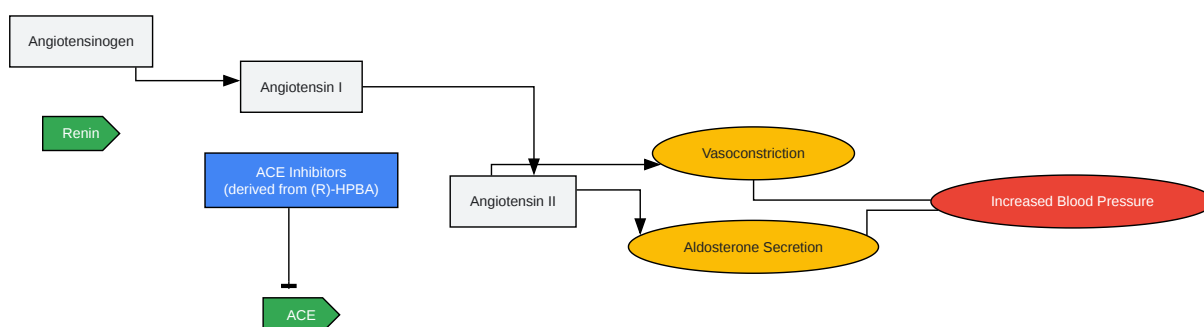 Angiotensinogen
Angiotensin I
Renin
ACE Inhibitors
(derived from (R)-HPBA)
Vasoconstriction
Angiotensin II
Increased Blood Pressure
Aldosterone Secretion
ACE